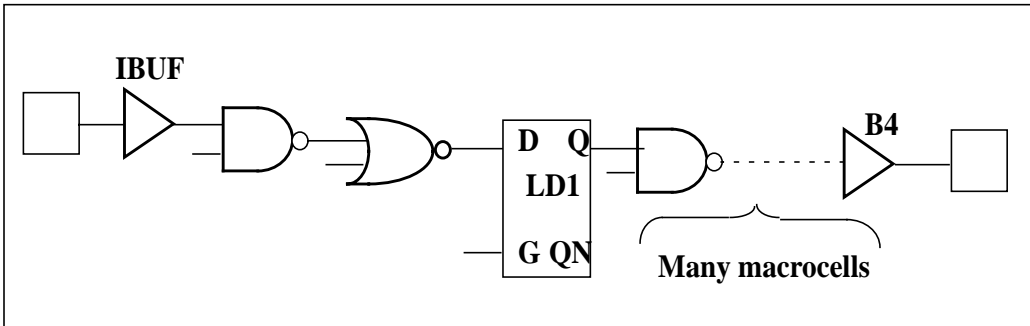 IBUF
B4
D Q
LD1
G QN
Many macrocells